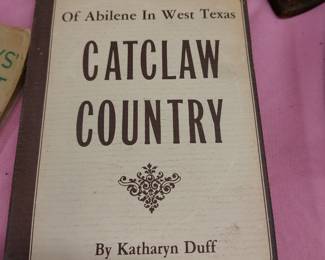 Of Abilene In West Texas
CATCLAW
COUNTRY
By Katharyn Duff